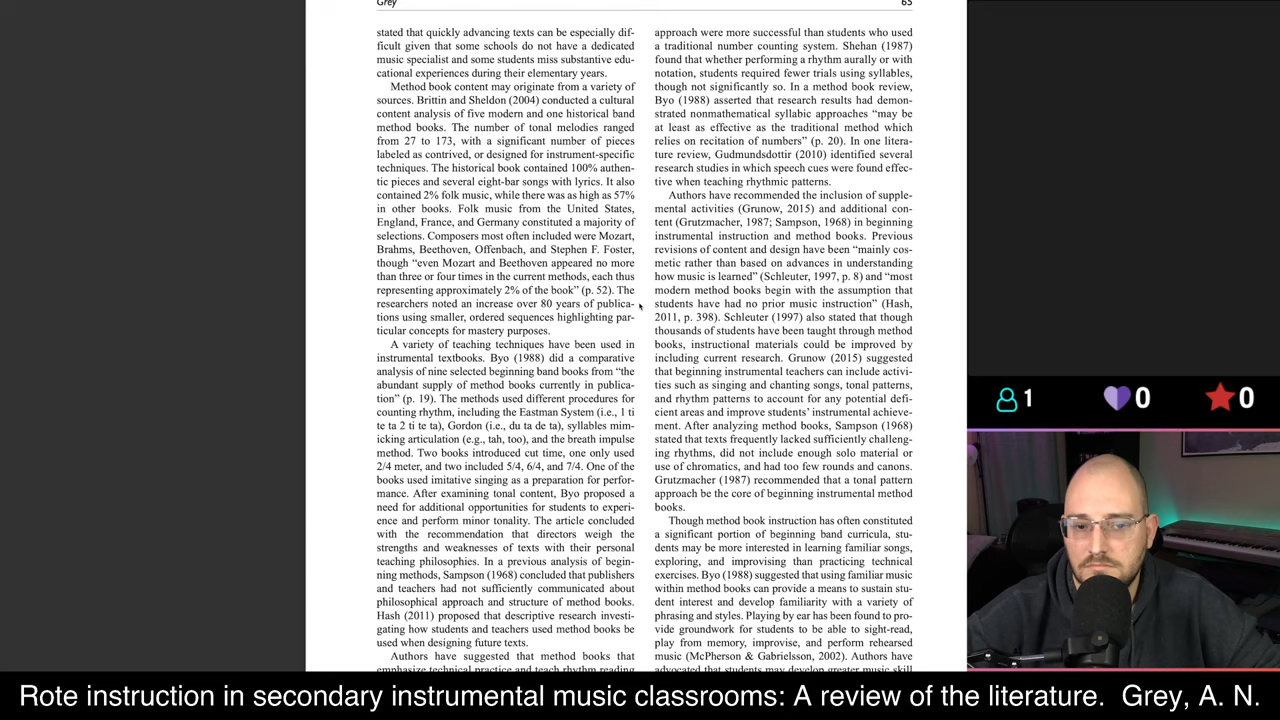 Grey
65
stated that quickly advancing texts can be especially dif-
ficult given that some schools do not have a dedicated
music specialist and some students miss substantive edu-
cational experiences during their elementary years.
Method book content may originate from a variety of
sources. Brittin and Sheldon (2004) conducted a cultural
content analysis of five modern and one historical band
method books. The number of tonal melodies ranged
from 27 to 173, with a significant number of pieces
labeled as contrived, or designed for instrument-specific
techniques. The historical book contained 100% authen-
tic pieces and several eight-bar songs with lyrics. It also
contained 2% folk music, while there was as high as 57%
in other books. Folk music from the United States,
England, France, and Germany constituted a majority of
selections. Composers most often included were Mozart,
Brahms, Beethoven, Offenbach, and Stephen F. Foster,
though “even Mozart and Beethoven appeared no more
than three or four times in the current methods, each thus
representing approximately 2% of the book” (p. 52). The
researchers noted an increase over 80 years of publica-
tions using smaller, ordered sequences highlighting par-
ticular concepts for mastery purposes.
A variety of teaching techniques have been used in
instrumental textbooks. Byo (1988) did a comparative
analysis of nine selected beginning band books from “the
abundant supply of method books currently in publica-
tion” (p. 19). The methods used different procedures for
counting rhythm, including the Eastman System (i.e., 1 ti
te ta 2 ti te ta), Gordon (i.e., du ta de ta), syllables mim-
icking articulation (e.g., tah, too), and the breath impulse
method. Two books introduced cut time, one only used
2/4 meter, and two included 5/4, 6/4, and 7/4. One of the
books used imitative singing as a preparation for perfor-
mance. After examining tonal content, Byo proposed a
need for additional opportunities for students to experi-
ence and perform minor tonality. The article concluded
with the recommendation that directors weigh the
strengths and weaknesses of texts with their personal
teaching philosophies. In a previous analysis of begin-
ning methods, Sampson (1968) concluded that publishers
and teachers had not sufficiently communicated about
philosophical approach and structure of method books.
Hash (2011) proposed that descriptive research investi-
gating how students and teachers used method books be
used when designing future texts.
Authors have suggested that method books that
emphasize technical practice and teach rhythm reading
approach were more successful than students who used
a traditional number counting system. Shehan (1987)
found that whether performing a rhythm aurally or with
notation, students required fewer trials using syllables,
though not significantly so. In a method book review,
Byo (1988) asserted that research results had demon-
strated nonmathematical syllabic approaches “may be
at least as effective as the traditional method which
relies on recitation of numbers” (p. 20). In one litera-
ture review, Gudmundsdottir (2010) identified several
research studies in which speech cues were found effec-
tive when teaching rhythmic patterns.
Authors have recommended the inclusion of supple-
mental activities (Grunow, 2015) and additional con-
tent (Grutzmacher, 1987; Sampson, 1968) in beginning
instrumental instruction and method books. Previous
revisions of content and design have been “mainly cos-
metic rather than based on advances in understanding
how music is learned” (Schleuter, 1997, p. 8) and “most
modern method books begin with the assumption that
students have had no prior music instruction” (Hash,
2011, p. 398). Schleuter (1997) also stated that though
thousands of students have been taught through method
books, instructional materials could be improved by
including current research. Grunow (2015) suggested
that beginning instrumental teachers can include activi-
ties such as singing and chanting songs, tonal patterns,
and rhythm patterns to account for any potential defi-
cient areas and improve students’ instrumental achieve-
ment. After analyzing method books, Sampson (1968)
stated that texts frequently lacked sufficiently challeng-
ing rhythms, did not include enough solo material or
use of chromatics, and had too few rounds and canons.
Grutzmacher (1987) recommended that a tonal pattern
approach be the core of beginning instrumental method
books.
Though method book instruction has often constituted
a significant portion of beginning band curricula, stu-
dents may be more interested in learning familiar songs,
exploring, and improvising than practicing technical
exercises. Byo (1988) suggested that using familiar music
within method books can provide a means to sustain stu-
dent interest and develop familiarity with a variety of
phrasing and styles. Playing by ear has been found to pro-
vide groundwork for students to be able to sight-read,
play from memory, improvise, and perform rehearsed
music (McPherson & Gabrielsson, 2002). Authors have
advocated that students may develop greater music skill
1
0
0
Rote instruction in secondary instrumental music classrooms: A review of the literature. Grey, A. N.